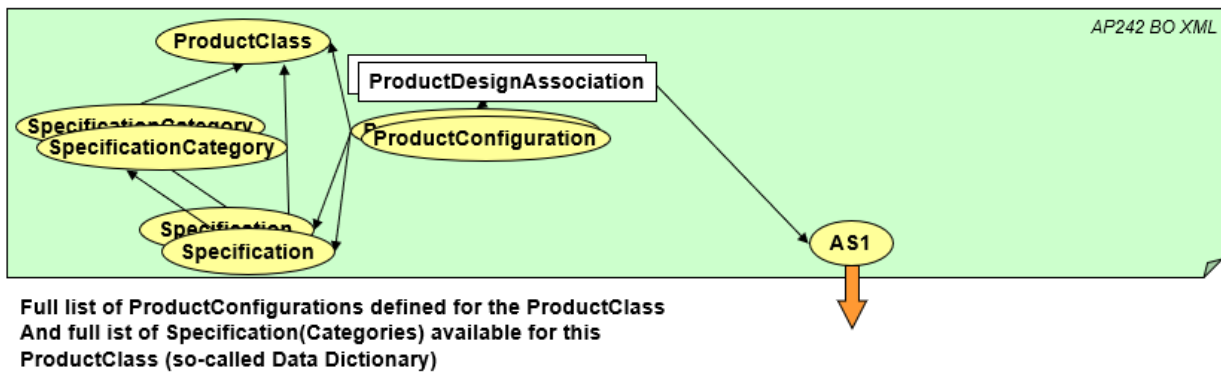 AP242 BO XML
ProductClass
ProductDesignAssociation
SpecificationCategory
SpecificationCategory
ProductConfiguration
Specification
Specification
AS1
Full list of ProductConfigurations defined for the ProductClass
And full ist of Specification(Categories) available for this
ProductClass (so-called Data Dictionary)